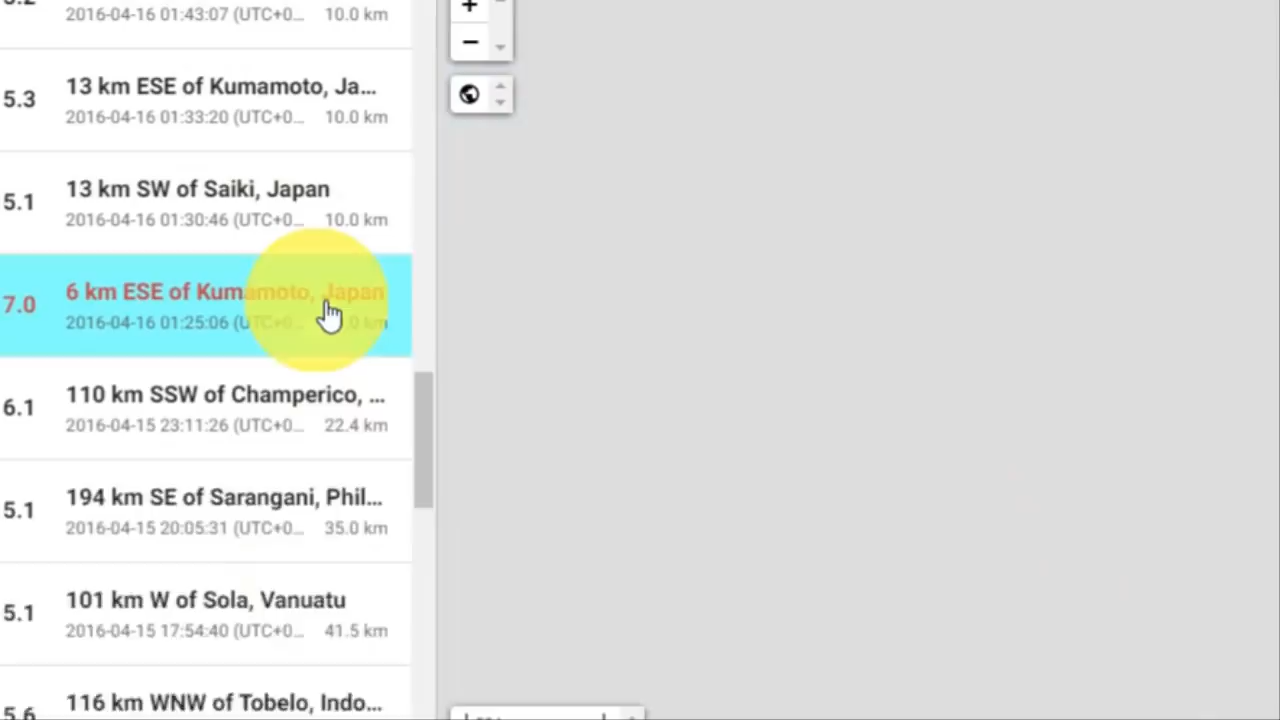 2016-04-16 01:43:07 (UTC+0... 10.0 km
5.3
13 km ESE of Kumamoto, Ja...
2016-04-16 01:33:20 (UTC+0... 10.0 km
5.1
13 km SW of Saiki, Japan
2016-04-16 01:30:46 (UTC+0... 10.0 km
7.0
6 km ESE of Kumamoto, Japan
2016-04-16 01:25:06 (UTC+0... km
6.1
110 km SSW of Champerico, ...
2016-04-15 23:11:26 (UTC+0... 22.4 km
5.1
194 km SE of Sarangani, Phil...
2016-04-15 20:05:31 (UTC+0... 35.0 km
5.1
101 km W of Sola, Vanuatu
2016-04-15 17:54:40 (UTC+0... 41.5 km
5.6
116 km WNW of Tobelo, Indo...